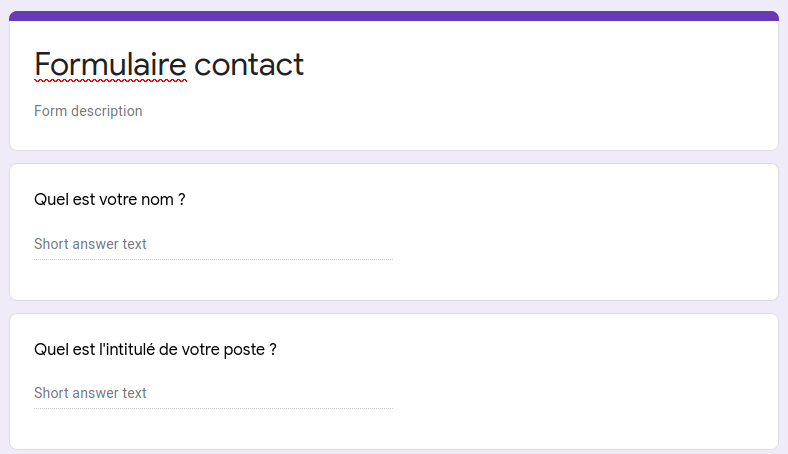 Formulaire contact
Form description
Quel est votre nom ?
Short answer text
Quel est l'intitulé de votre poste ?
Short answer text